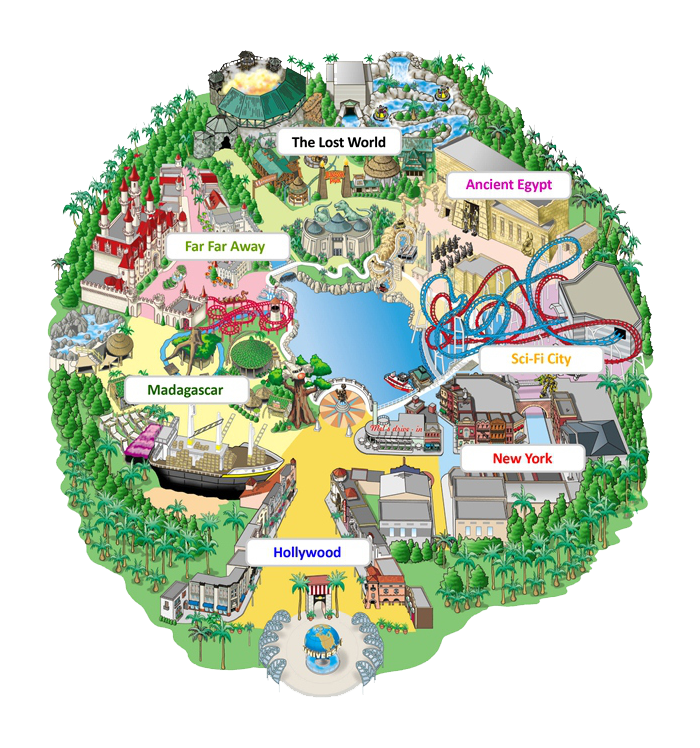 The Lost World
Ancient Egypt
Far Far Away
Sci-Fi City
Madagascar
Mel's drive-in
New York
Hollywood
UNIVERSAL